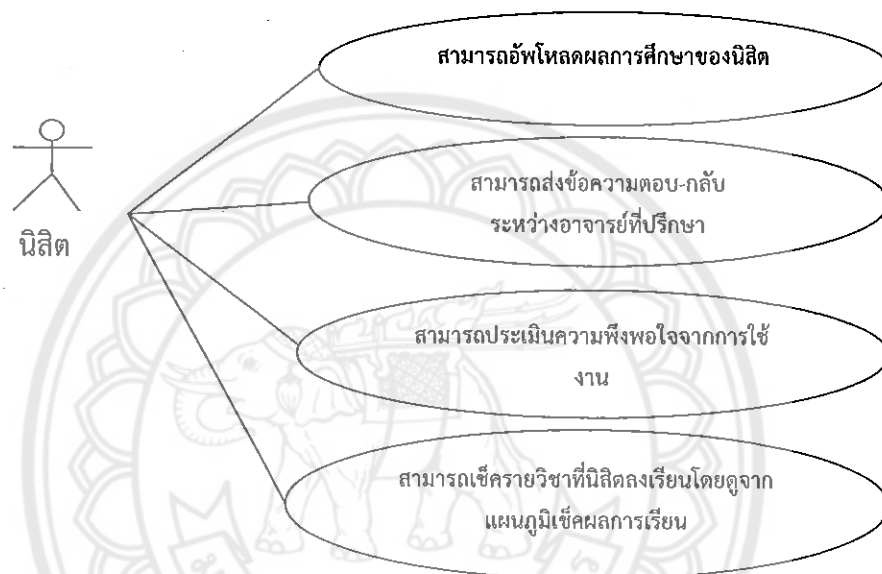 สามารถอัพโหลดผลการศึกษาของนิสิต
สามารถส่งข้อความตอบ-กลับ
ระหว่างอาจารย์ที่ปรึกษา
นิสิต
สามารถประเมินความพึงพอใจจากการใช้
งาน
สามารถเช็ครายวิชาที่นิสิตลงเรียนโดยดูจาก
แผนภูมิเช็คผลการเรียน